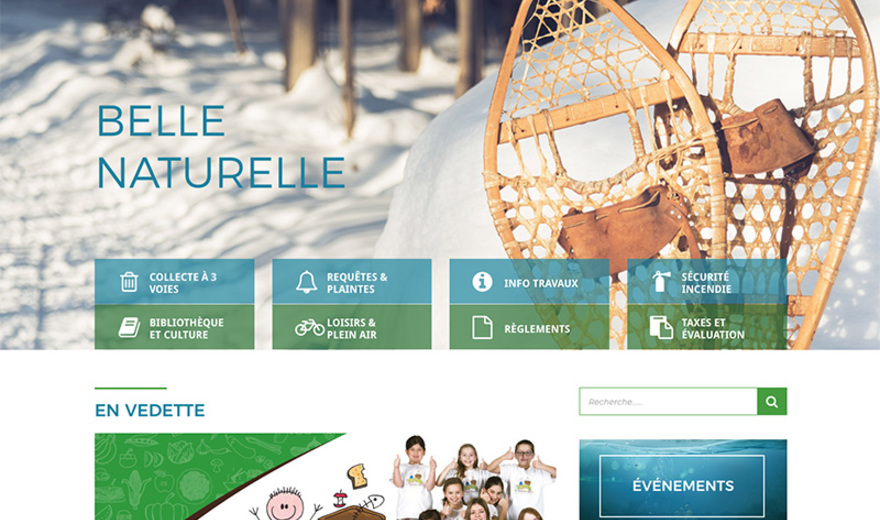 BELLE
NATURELLE
COLLECTE À 3
VOIES
REQUÊTES &
PLAINTES
INFO TRAVAUX
SÉCURITÉ
INCENDIE
BIBLIOTHÈQUE
ET CULTURE
LOISIRS &
PLEIN AIR
RÈGLEMENTS
TAXES ET
ÉVALUATION
EN VEDETTE
Recherche.....
ÉVÉNEMENTS